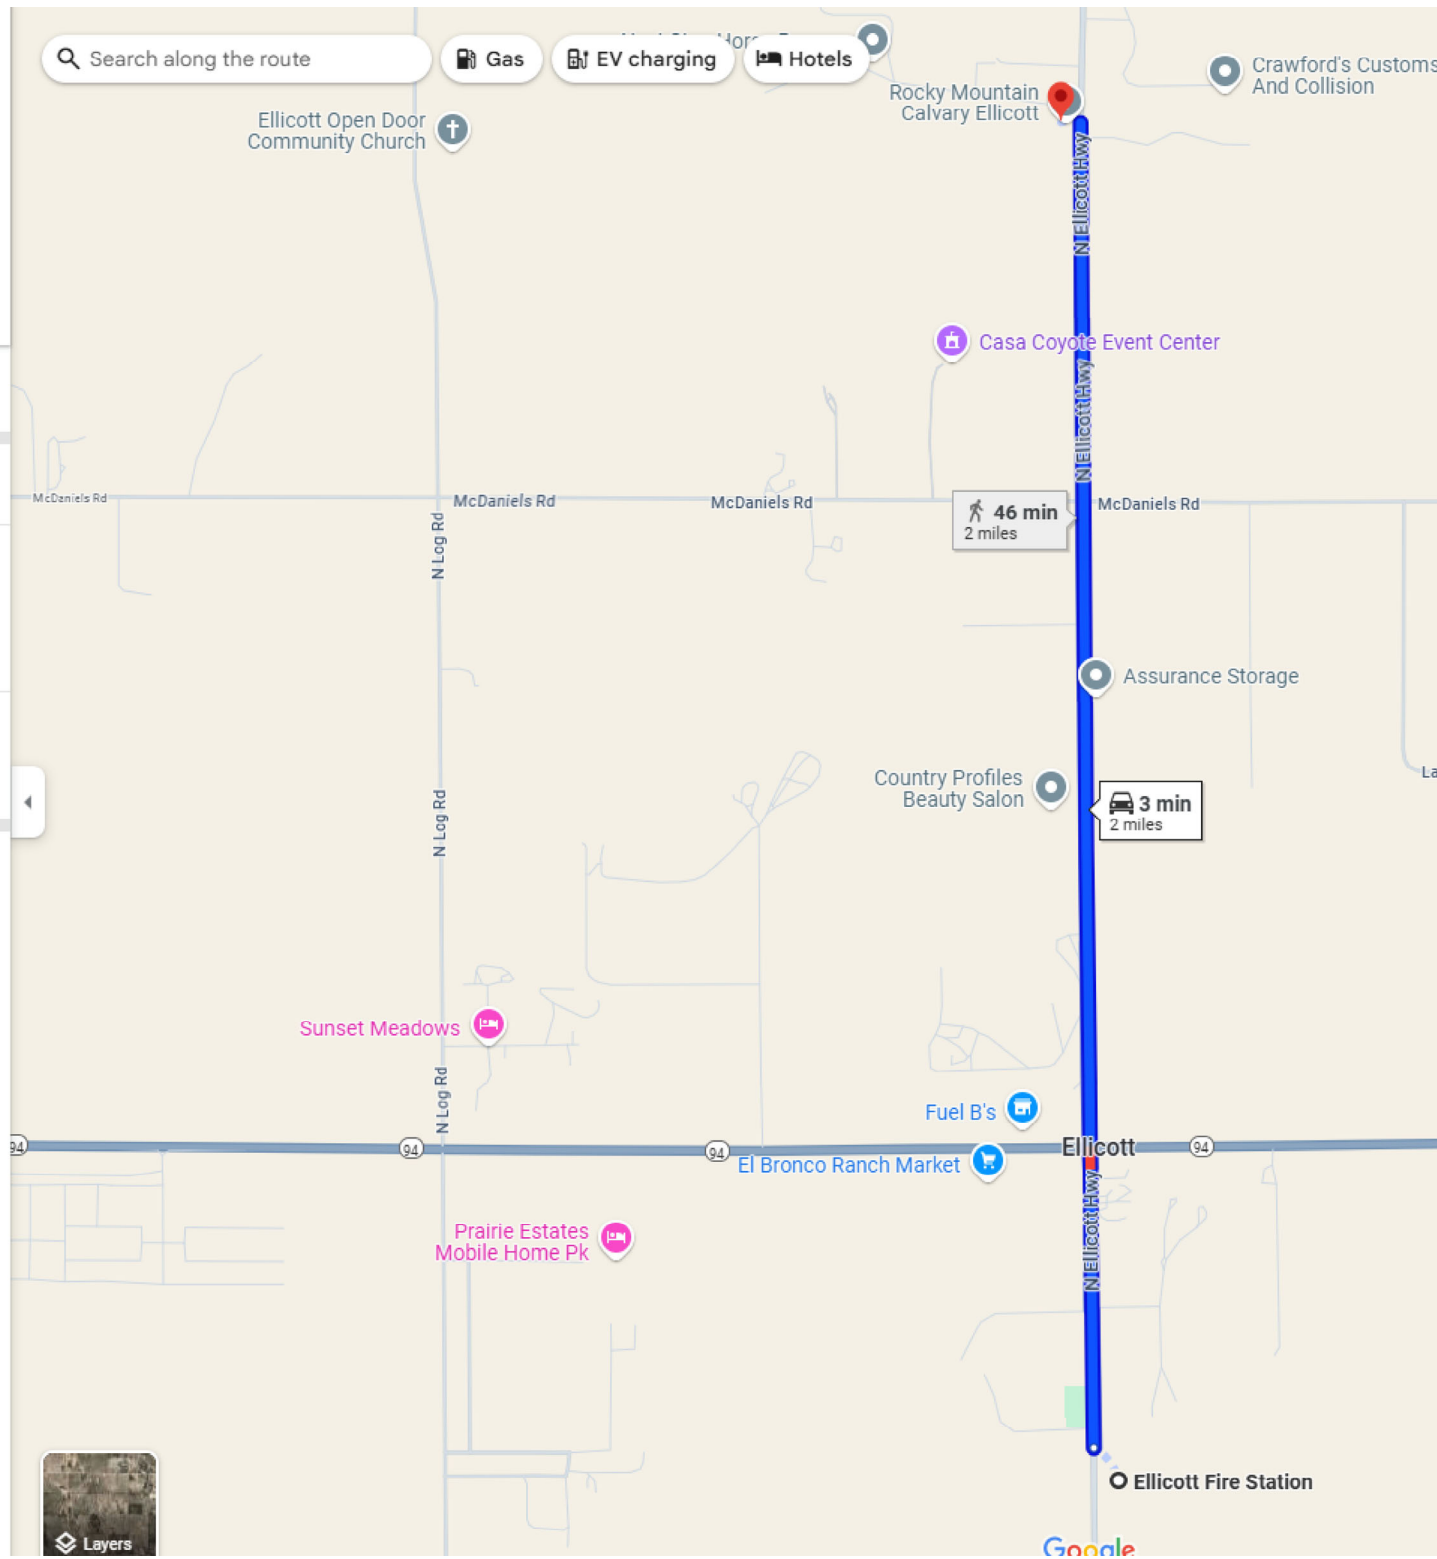 Search along the route
Gas
EV charging
Hotels
Crawford's Customs
And Collision
Rocky Mountain
Calvary Ellicott
Ellicott Open Door
Community Church
N Ellicott Hwy
Casa Coyote Event Center
N Ellicott Hwy
McDaniels Rd
McDaniels Rd
McDaniels Rd
McDaniels Rd
46 min
2 miles
N Log Rd
Assurance Storage
Country Profiles
Beauty Salon
La
3 min
2 miles
N Log Rd
Sunset Meadows
N Log Rd
Fuel B's
94
94
94
Ellicott
94
El Bronco Ranch Market
N Ellicott Hwy
Prairie Estates
Mobile Home Pk
Ellicott Fire Station
Layers
Google